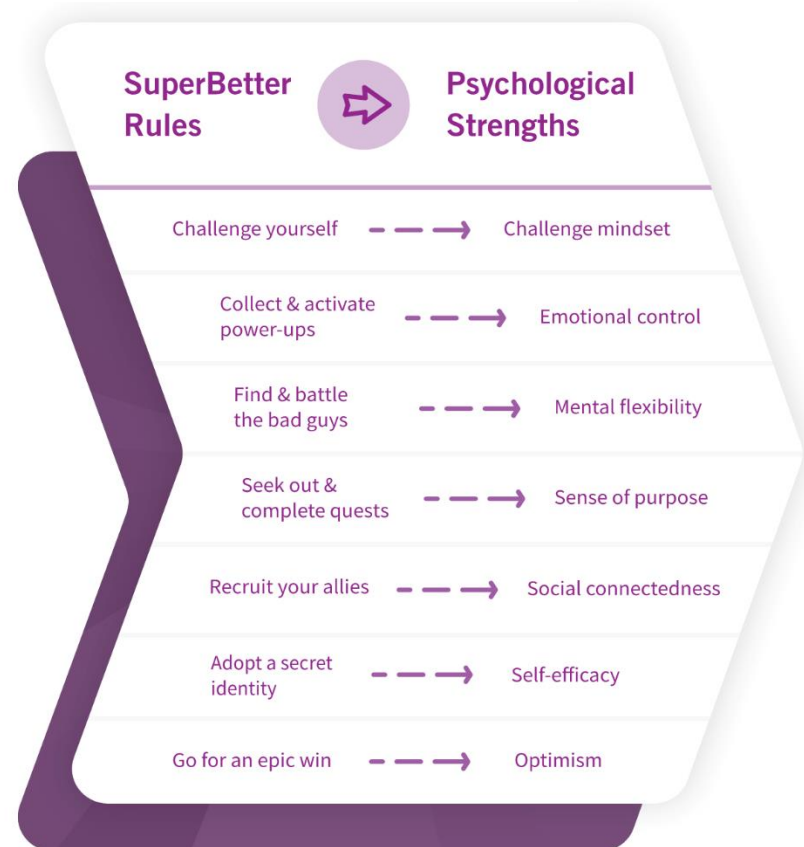 SuperBetter
Rules
Psychological
Strengths
Challenge yourself
Challenge mindset
Collect & activate
power-ups
Emotional control
Find & battle
the bad guys
Mental flexibility
Seek out &
complete quests
Sense of purpose
Recruit your allies
Social connectedness
Adopt a secret
identity
Self-efficacy
Go for an epic win
Optimism